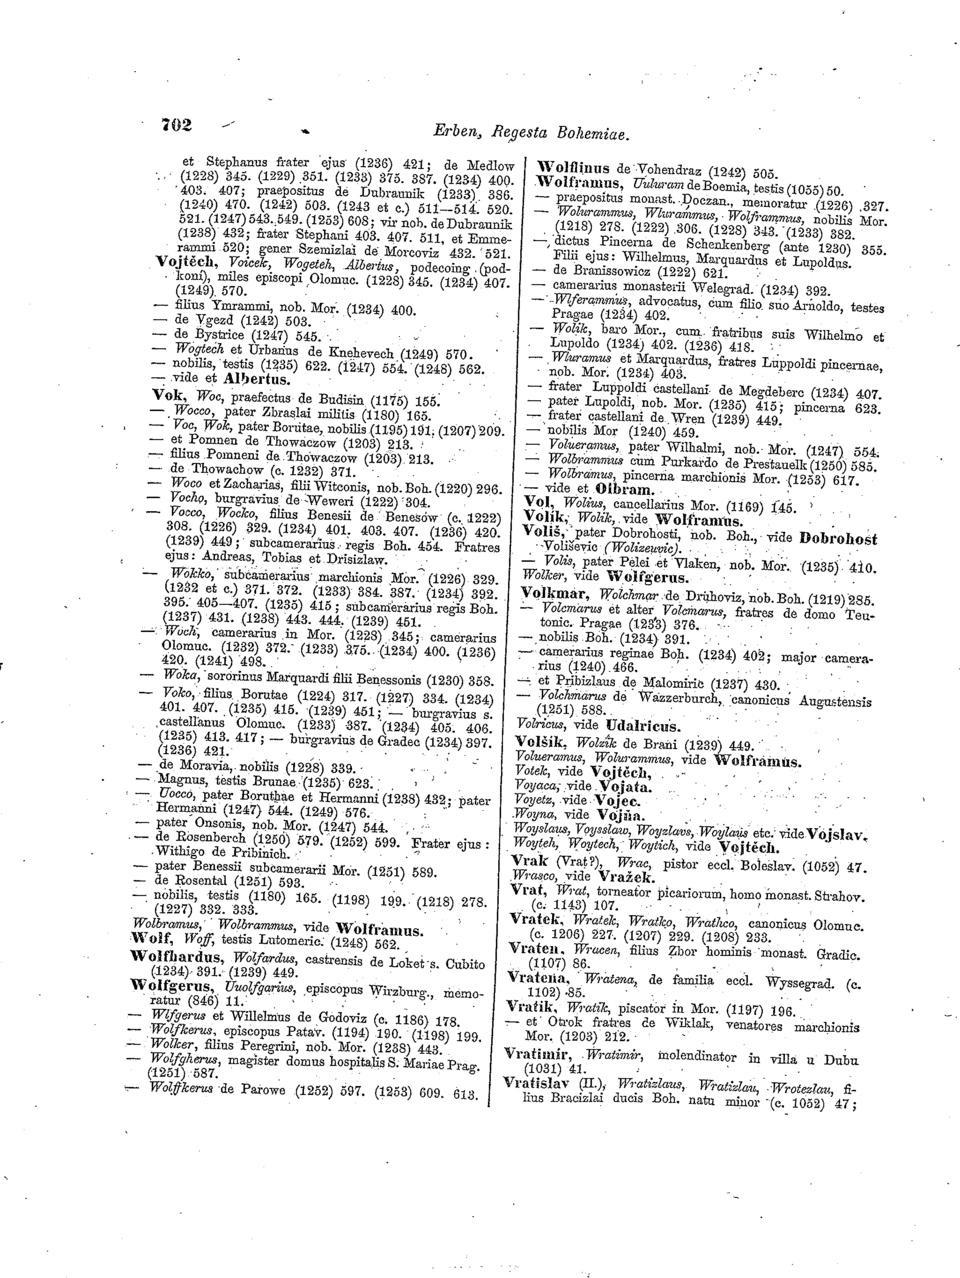 702
Erben, Regesta Bohemiae.
et Stephanus frater ejus (1236) 421; de Medlow
(1228) 345. (1229) 351. (1233) 375. 387. (1234) 400.
403. 407; praepositus de Dubraunik (1233) 386.
(1240) 470. (1242) 503. (1243 et c.) 511—514. 520.
521. (1247) 543. 549. (1253) 608; vir nob. de Dubraunik
(1238) 432; frater Stephani 403. 407. 511, et Emme-
rammi 520; gener Szemizlai de Morcoviz 432. 521.
Vojtěch, Voicek, Wogeteh, Albertus, podecoing (pod-
koní), miles episcopi Olomuc. (1228) 345. (1234) 407.
(1249) 570.
— filius Ymrammi, nob. Mor. (1234) 400.
— de Vgezd (1242) 503.
— de Bystrice (1247) 545.
— Wogtech et Urbanus de Knehevech (1249) 570.
— nobilis, testis (1235) 622. (1247) 554. (1248) 562.
— vide et Albertus.
Vok, Woc, praefectus de Budisin (1175) 155.
— Wocco, pater Zbraslai militis (1180) 165.
— Voc, Wok, pater Borutae, nobilis (1195) 191; (1207) 209.
— et Pomnen de Thowaczow (1203) 213.
— filius Pomneni de Thowaczow (1203) 213.
— de Thowachow (c. 1232) 371.
— Woco et Zacharias, filii Witconis, nob. Boh. (1220) 296.
— Vocho, burgravius de Weweri (1222) 304.
— Vocco, Wocko, filius Benesii de Benesow (c. 1222)
308. (1226) 329. (1234) 401. 403. 407. (1236) 420.
(1239) 449; subcamerarius regis Boh. 454. Fratres
ejus: Andreas, Tobias et Drisizlaw.
— Wokko, subcamerarius marchionis Mor. (1226) 329.
(1232 et c.) 371. 372. (1233) 384. 387. (1234) 392.
395. 405—407. (1235) 415; subcamerarius regis Boh.
(1237) 431. (1238) 443. 444. (1239) 451.
— Woch, camerarius in Mor. (1228) 345; camerarius
Olomuc. (1232) 372. (1233) 375. (1234) 400. (1236)
420. (1241) 498.
— Woka, sororinus Marquardi filii Benessonis (1230) 358.
— Voko, filius Borutae (1224) 317. (1227) 334. (1234)
401. 407. (1235) 415. (1239) 451; — burgravius s.
castellanus Olomuc. (1233) 387. (1234) 405. 406.
(1235) 413. 417; — burgravius de Gradec (1234) 397.
(1236) 421.
— de Moravia, nobilis (1228) 339.
— Magnus, testis Brunae (1235) 623.
— Uocco, pater Boruthae et Hermanni (1238) 432; pater
Hermanni (1247) 544. (1249) 576.
— pater Onsonis, nob. Mor. (1247) 544.
— de Rosenberch (1250) 579. (1252) 599. Frater ejus:
Withigo de Pribinich.
— pater Benessii subcamerarii Mor. (1251) 589.
— de Rosental (1251) 593.
— nobilis, testis (1180) 165. (1198) 199. (1218) 278.
(1227) 332. 333.
Wolbramus, Wolbrammus, vide Wolframus.
Wolf, Woff, testis Lutomeric. (1248) 562.
Wolfhardus, Wolfardus, castrensis de Loket s. Cubito
(1234) 391. (1239) 449.
Wolfgerus, Uuolfgarius, episcopus Wirzburg., memo-
ratur (846) 11.
— Wlfgerus et Willelmus de Godoviz (c. 1186) 178.
— Wolfkerus, episcopus Patav. (1194) 190. (1198) 199.
— Wolker, filius Peregrini, nob. Mor. (1238) 443.
— Wolfgherus, magister domus hospitalis S. Mariae Prag.
(1251) 587.
— Wolffkerus de Parowe (1252) 597. (1253) 609. 613.
Wolflinus de Vohendraz (1242) 505.
Wolframus, Uuluram de Boemia, testis (1055) 50.
— praepositus monast. Doczan., memoratur (1226) 327.
— Wolurammus, Wlurammus, Wolframmus, nobilis Mor.
(1218) 278. (1222) 306. (1228) 343. (1233) 382.
— dictus Pincerna de Schenkenberg (ante 1230) 355.
Filii ejus: Wilhelmus, Marquardus et Lupoldus.
— de Branissowicz (1222) 621.
— camerarius monasterii Welegrad. (1234) 392.
— Wlferammus, advocatus, cum filio suo Arnoldo, testes
Pragae (1234) 402.
— Wolik, baro Mor., cum fratribus suis Wilhelmo et
Lupoldo (1234) 402. (1236) 418.
— Wluramus et Marquardus, fratres Luppoldi pincernae,
nob. Mor. (1234) 403.
— frater Luppoldi castellani de Megdeberc (1234) 407.
— pater Lupoldi, nob. Mor. (1235) 415; pincerna 623.
— frater castellani de Wren (1239) 449.
— nobilis Mor (1240) 459.
— Volueramus, pater Wilhalmi, nob. Mor. (1247) 554.
— Wolbrammus cum Purkardo de Prestauelk (1250) 585.
— Wolbramus, pincerna marchionis Mor. (1253) 617.
— vide et Olbram.
Vol, Wolius, cancellarius Mor. (1169) 145.
Volík, Wolik, vide Wolframus.
Voliš, pater Dobrohosti, nob. Boh., vide Dobrohost
Voliševic (Wolizeuvic).
— Volis, pater Pelei et Vlaken, nob. Mor. (1235) 410.
Wolker, vide Wolfgerus.
Volkmar, Wolchmar de Drúhoviz, nob. Boh. (1219) 285.
— Volcmarus et alter Volcmarus, fratres de domo Teu-
tonic. Pragae (1233) 376.
— nobilis Boh. (1234) 391.
— camerarius reginae Boh. (1234) 402; major camera-
rius (1240) 466.
— et Pribizlaus de Malomiric (1237) 430.
— Volchmarus de Wazzerburch, canonicus Augustensis
(1251) 588.
Volricus, vide Udalricus.
Volšík, Wolzik de Brani (1239) 449.
Volueramus, Wolurammus, vide Wolframus.
Votek, vide Vojtěch,
Voyaca, vide Vojata.
Voyetz, vide Vojec.
Woyna, vide Vojna.
Woyslaus, Voysslaw, Woyzlavs, Woylaus etc. vide Vojslav.
Woyteh, Woytech, Woytich, vide Vojtěch.
Vrak (Vrat?), Wrac, pistor eccl. Boleslav. (1052) 47.
Wrasco, vide Vražek.
Vrat, Wrat, torneator picariorum, homo monast. Strahov.
(c. 1143) 107.
Vratek, Wratek, Wratko, Wrathco, canonicus Olomuc.
(c. 1206) 227. (1207) 229. (1208) 233.
Vraten, Wracen, filius Zbor hominis monast. Gradic.
(1107) 86.
Vratena, Wratena, de familia eccl. Wyssegrad. (c.
1102) 85.
Vratík, Wratik, piscator in Mor. (1197) 196.
— et Otrok fratres de Wiklak, venatores marchionis
Mor. (1203) 212.
Vratimir, Wratimir, molendinator in villa u Dubu
(1031) 41.
Vratislav (II.), Wratizlaus, Wratizlau, Wrotezlau, fi-
lius Bracizlai ducis Boh. natu minor (c. 1052) 47;